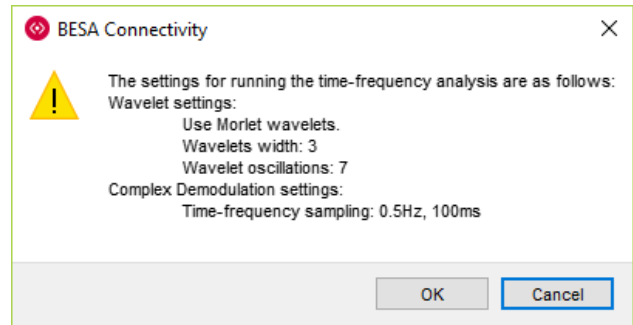 BESA Connectivity
The settings for running the time-frequency analysis are as follows:
Wavelet settings:
Use Morlet wavelets.
Wavelets width: 3
Wavelet oscillations: 7
Complex Demodulation settings:
Time-frequency sampling: 0.5Hz, 100ms
OK Cancel